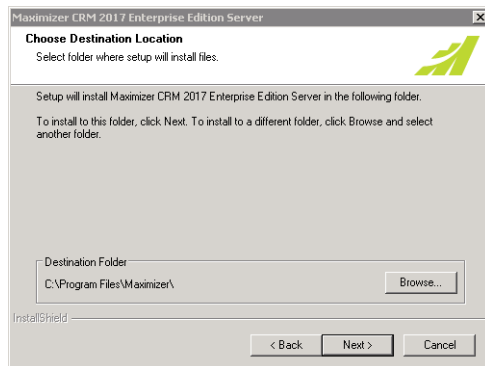 Maximizer CRM 2017 Enterprise Edition Server
Choose Destination Location
Select folder where setup will install files.
Setup will install Maximizer CRM 2017 Enterprise Edition Server in the following folder.
To install to this folder, click Next. To install to a different folder, click Browse and select
another folder.
Destination Folder
C:\Program Files\Maximizer\
Browse...
InstallShield
< Back
Next >
Cancel